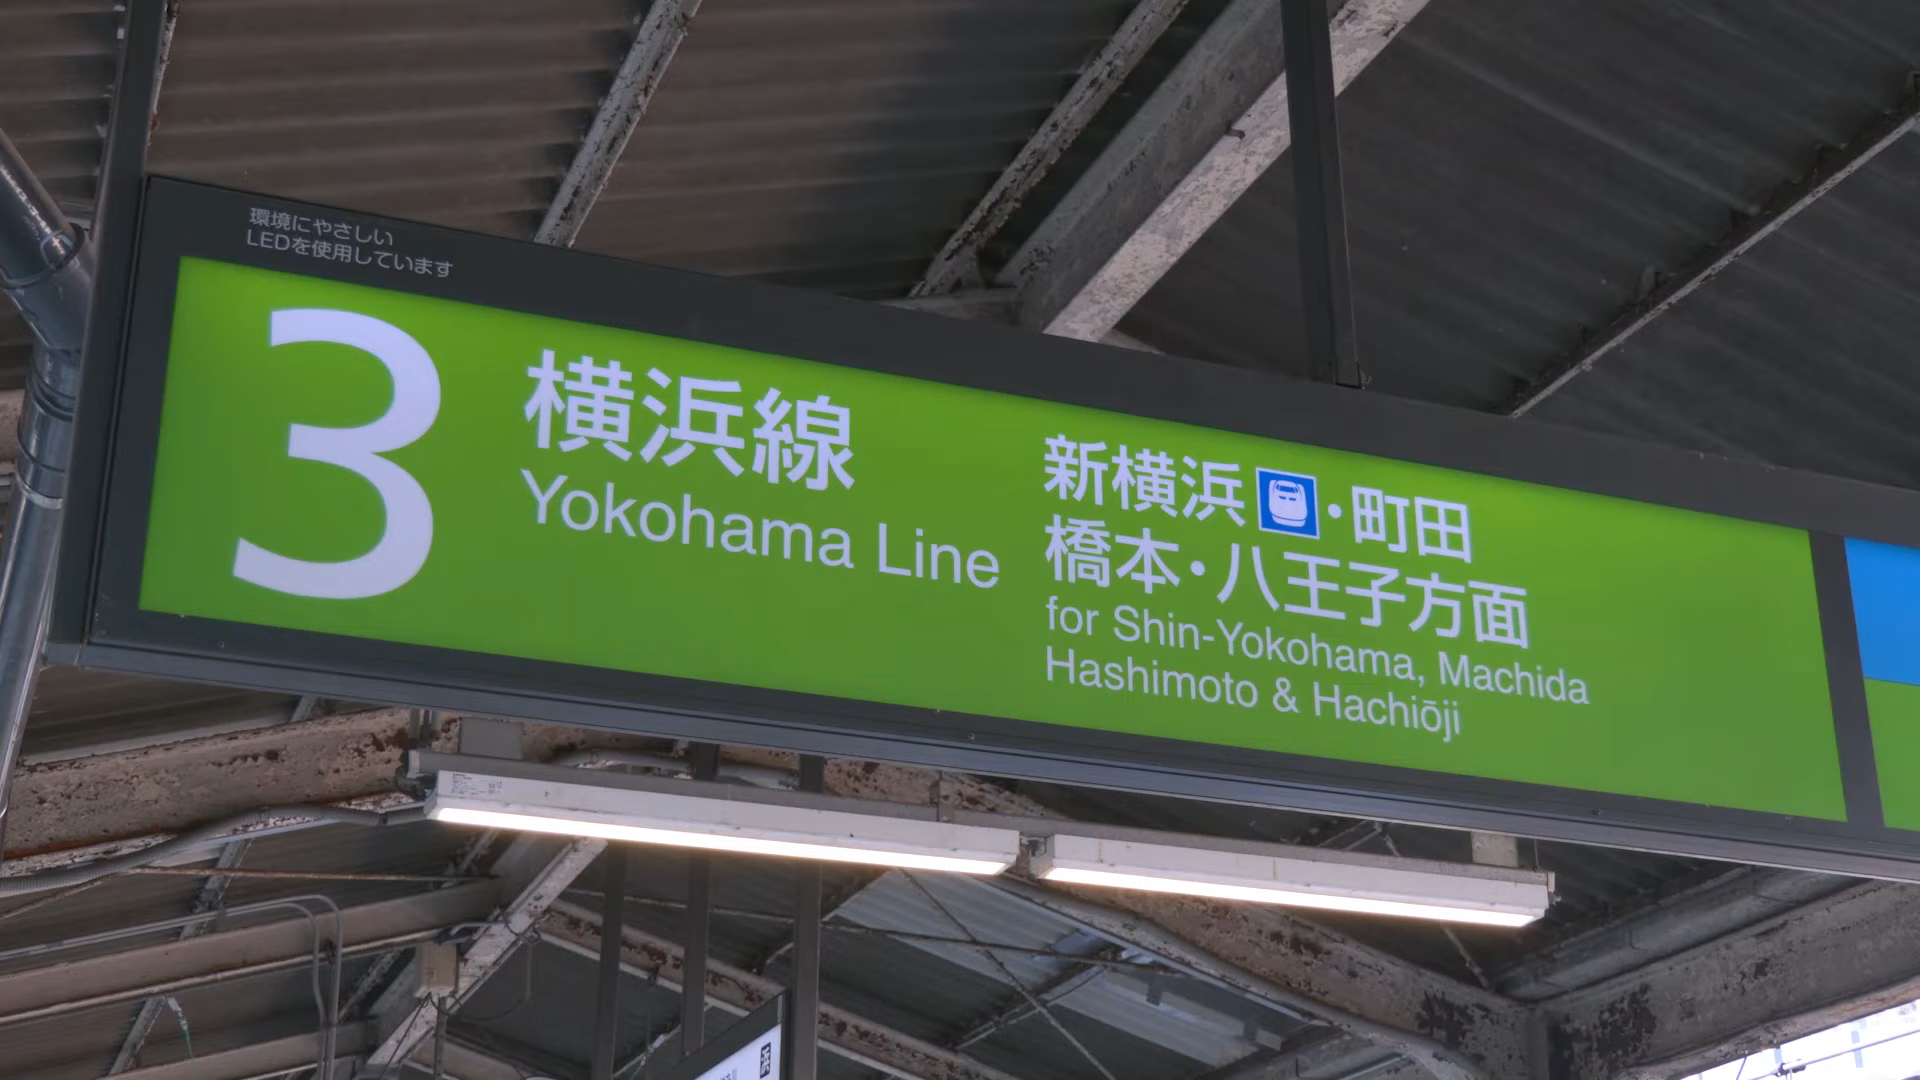 環境にやさしい
LEDを使用しています
3
横浜線
Yokohama Line
新横浜・町田
橋本・八王子方面
for Shin-Yokohama, Machida
Hashimoto & Hachiōji